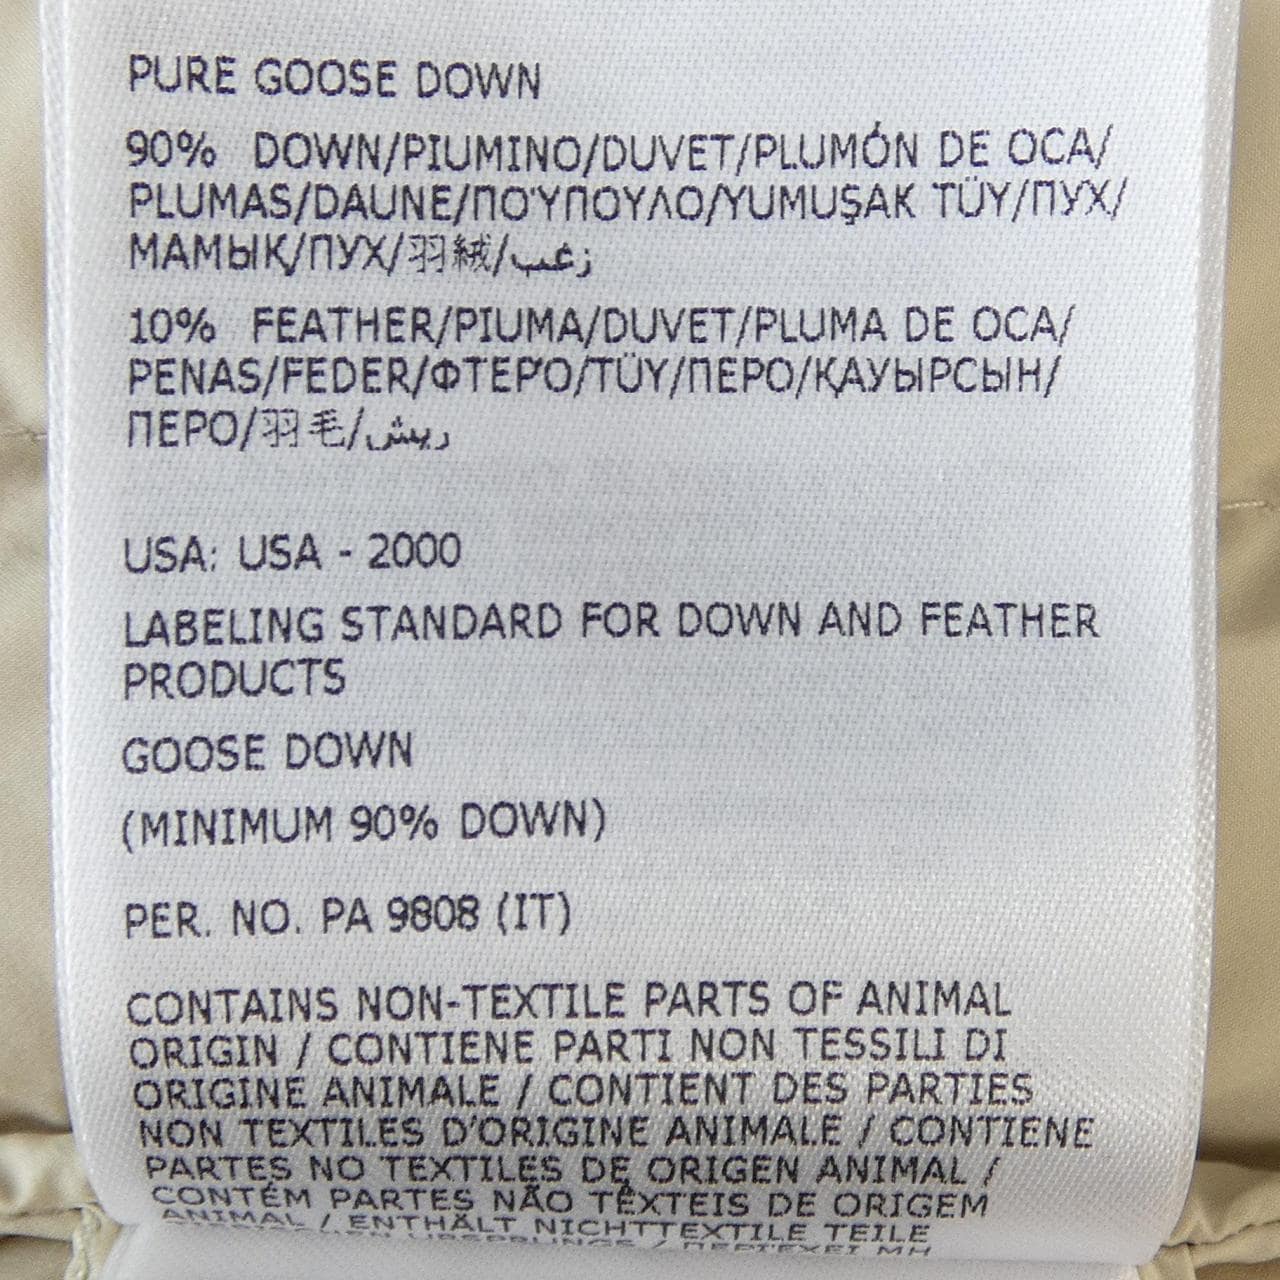 PURE GOOSE DOWN
90% DOWN/PIUMINO/DUVET/PLUMÓN DE OCA/
PLUMAS/DAUNE/ΠΟΎΠΟΥΛΟ/YUMUŞAK TÜY/ПУХ/
МАМЫҚ/ПУХ/羽絨/زغب
10% FEATHER/PIUMA/DUVET/PLUMA DE OCA/
PENAS/FEDER/ΦΤΕΡΌ/TÜY/ПЕРО/ҚАУЫРСЫН/
ПЕРО/羽毛/ريش
USA: USA - 2000
LABELING STANDARD FOR DOWN AND FEATHER
PRODUCTS
GOOSE DOWN
(MINIMUM 90% DOWN)
PER. NO. PA 9808 (IT)
CONTAINS NON-TEXTILE PARTS OF ANIMAL
ORIGIN / CONTIENE PARTI NON TESSILI DI
ORIGINE ANIMALE / CONTIENT DES PARTIES
NON TEXTILES D'ORIGINE ANIMALE / CONTIENE
PARTES NO TEXTILES DE ORIGEN ANIMAL /
CONTÉM PARTES NÃO TÊXTEIS DE ORIGEM
ANIMAL / ENTHÄLT NICHTTEXTILE TEILE
URSPRUNGS / ΠΕΡΙΈΧΕΙ ΜΗ